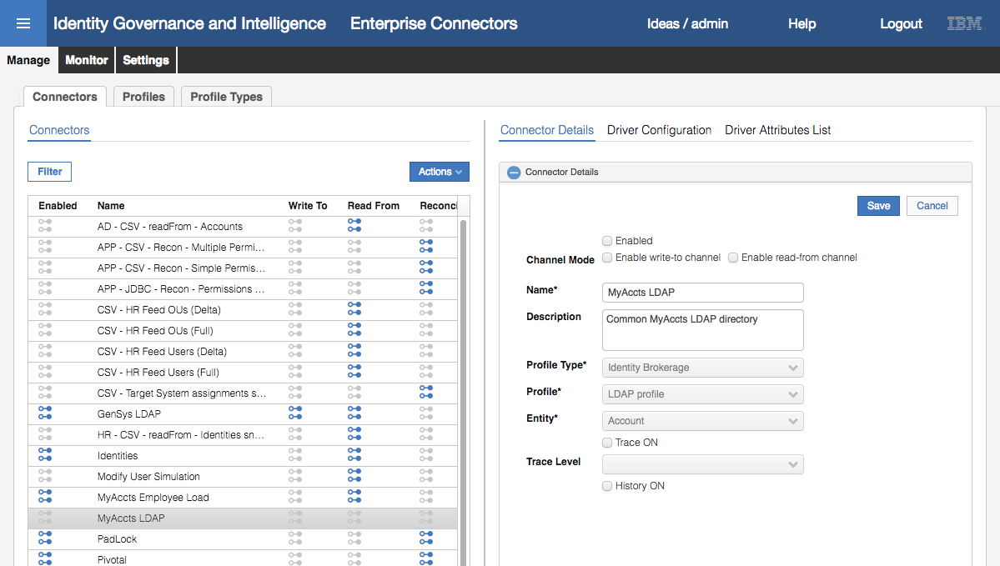 Identity Governance and Intelligence Enterprise Connectors Ideas / admin Help Logout IBM
Manage Monitor Settings
Connectors Profiles Profile Types
Connectors
Connector Details Driver Configuration Driver Attributes List
Filter
Actions
Connector Details
Enabled Name Write To Read From Reconci
AD - CSV - readFrom - Accounts
APP - CSV - Recon - Multiple Permi...
APP - CSV - Recon - Simple Permis...
APP - JDBC - Recon - Permissions ...
CSV - HR Feed OUs (Delta)
CSV - HR Feed OUs (Full)
CSV - HR Feed Users (Delta)
CSV - HR Feed Users (Full)
CSV - Target System assignments s...
GenSys LDAP
HR - CSV - readFrom - Identities sn...
Identities
Modify User Simulation
MyAccts Employee Load
MyAccts LDAP
PadLock
Pivotal
Save Cancel
Enabled
Channel Mode Enable write-to channel Enable read-from channel
Name* MyAccts LDAP
Description Common MyAccts LDAP directory
Profile Type* Identity Brokerage
Profile* LDAP profile
Entity* Account
Trace ON
Trace Level
History ON